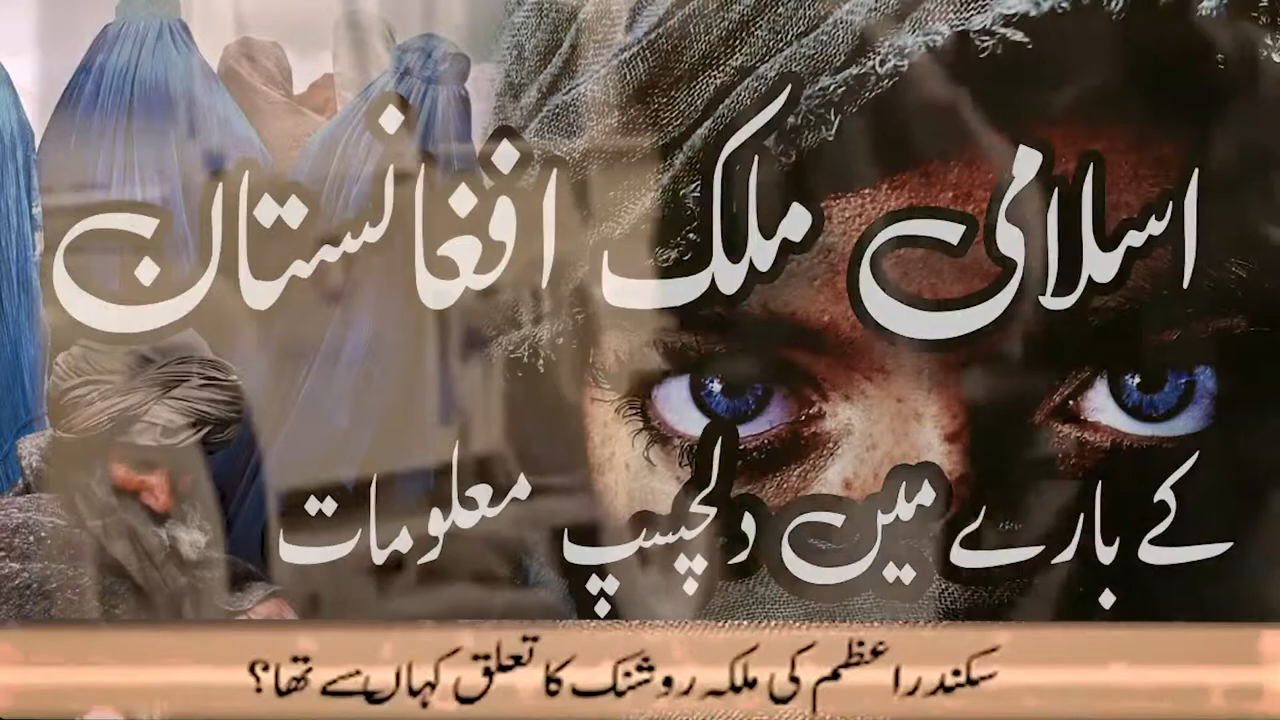 اسلامی ملک افغانستان
کے بارے میں دلچسپ معلومات
سکندر اعظم کی ملکہ روشنک کا تعلق کہاں سے تھا؟